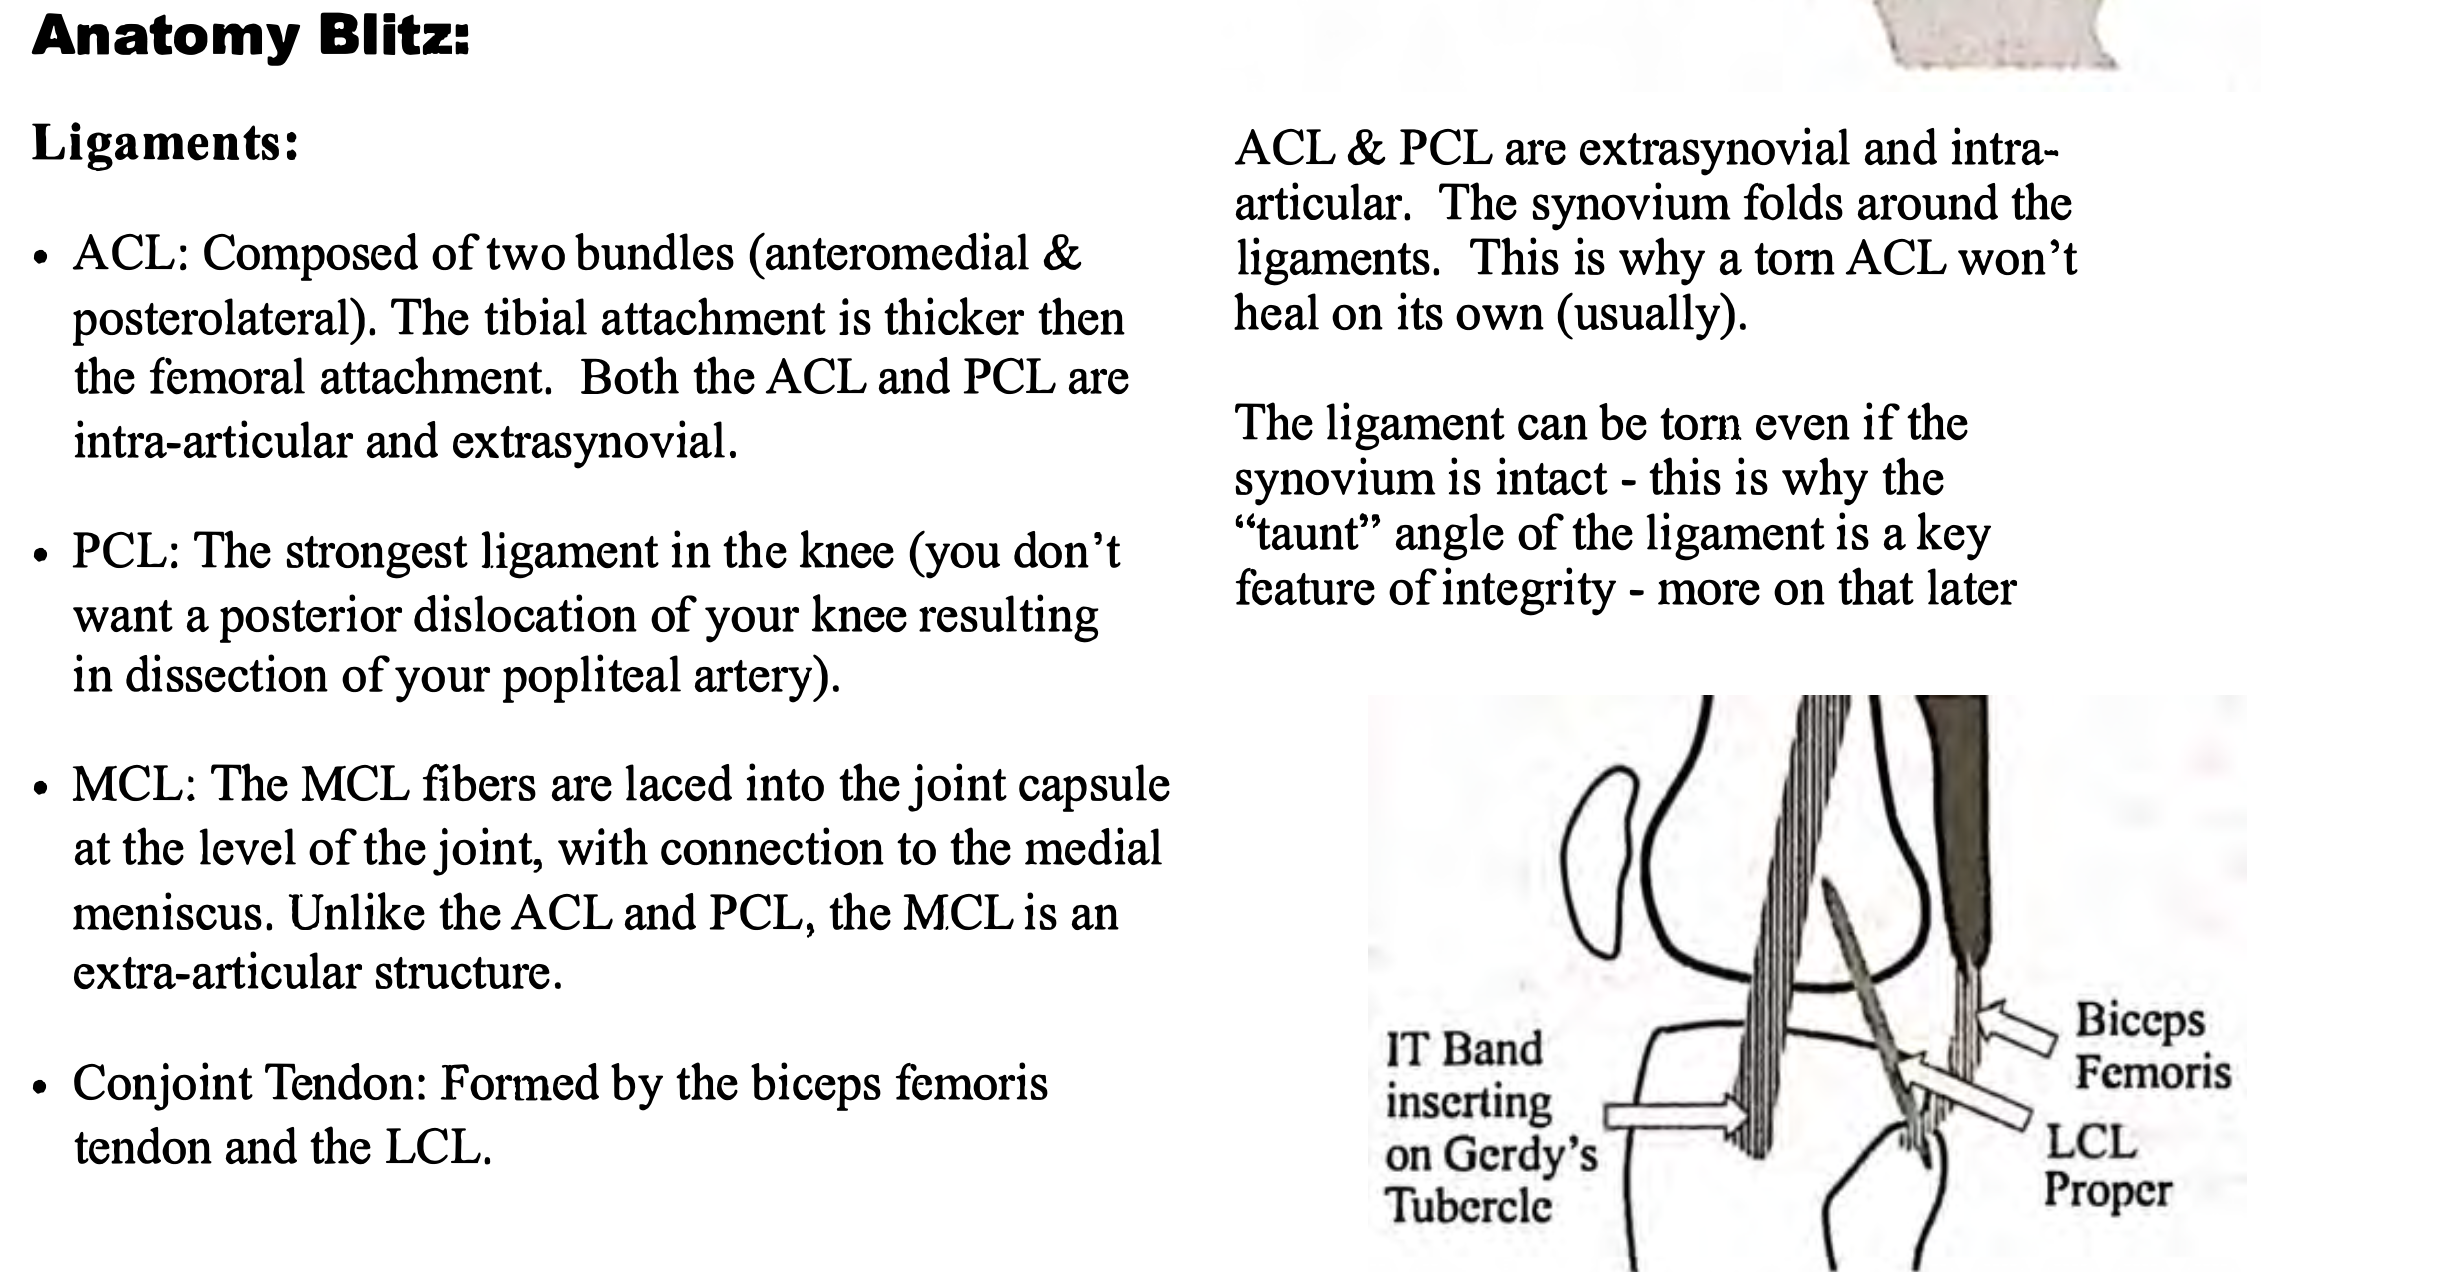 Anatomy Blitz:
Ligaments:
• ACL: Composed of two bundles (anteromedial &
posterolateral). The tibial attachment is thicker then
the femoral attachment. Both the ACL and PCL are
intra-articular and extrasynovial.
• PCL: The strongest ligament in the knee (you don’t
want a posterior dislocation of your knee resulting
in dissection of your popliteal artery).
• MCL: The MCL fibers are laced into the joint capsule
at the level of the joint, with connection to the medial
meniscus. Unlike the ACL and PCL, the MCL is an
extra-articular structure.
• Conjoint Tendon: Formed by the biceps femoris
tendon and the LCL.
ACL & PCL are extrasynovial and intra-
articular. The synovium folds around the
ligaments. This is why a torn ACL won’t
heal on its own (usually).
The ligament can be torn even if the
synovium is intact - this is why the
“taunt” angle of the ligament is a key
feature of integrity - more on that later
IT Band
inserting
on Gerdy’s
Tubercle
Biceps
Femoris
LCL
Proper